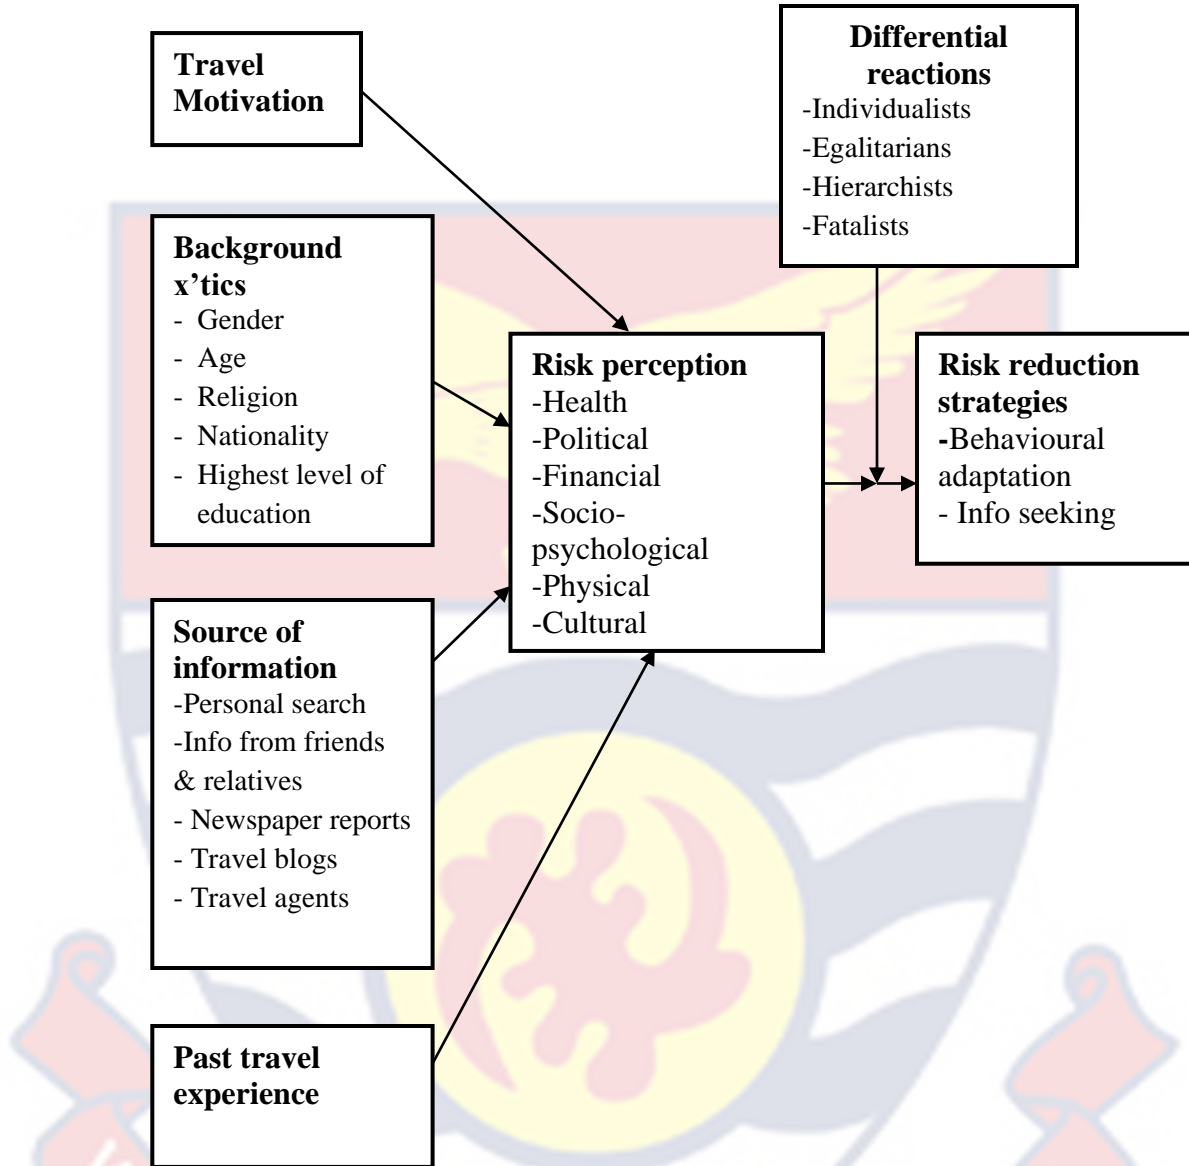 Travel
Motivation
Differential
reactions
-Individualists
-Egalitarians
-Hierarchists
-Fatalists
Background
x’tics
- Gender
- Age
- Religion
- Nationality
- Highest level of
education
Risk perception
-Health
-Political
-Financial
-Socio-
psychological
-Physical
-Cultural
Risk reduction
strategies
-Behavioural
adaptation
- Info seeking
Source of
information
-Personal search
-Info from friends
& relatives
- Newspaper reports
- Travel blogs
- Travel agents
Past travel
experience